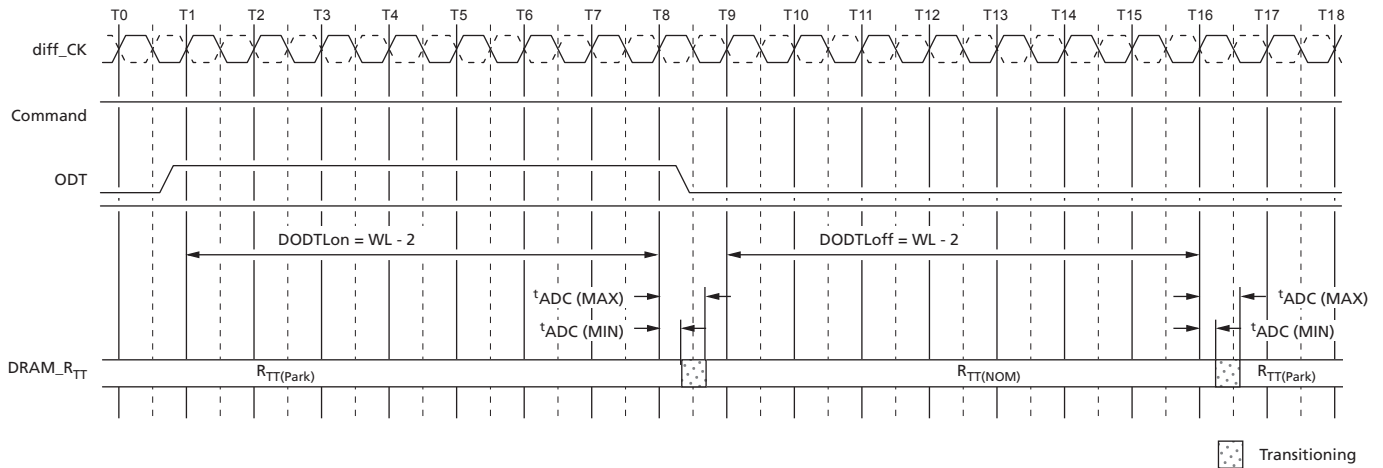 T0 T1 T2 T3 T4 T5 T6 T7 T8 T9 T10 T11 T12 T13 T14 T15 T16 T17 T18
diff_CK
Command
ODT
DODTLon = WL - 2 DODTLoff = WL - 2
tADC (MAX) tADC (MAX)
tADC (MIN) tADC (MIN)
DRAM_RTT RTT(Park) RTT(NOM) RTT(Park)
Transitioning